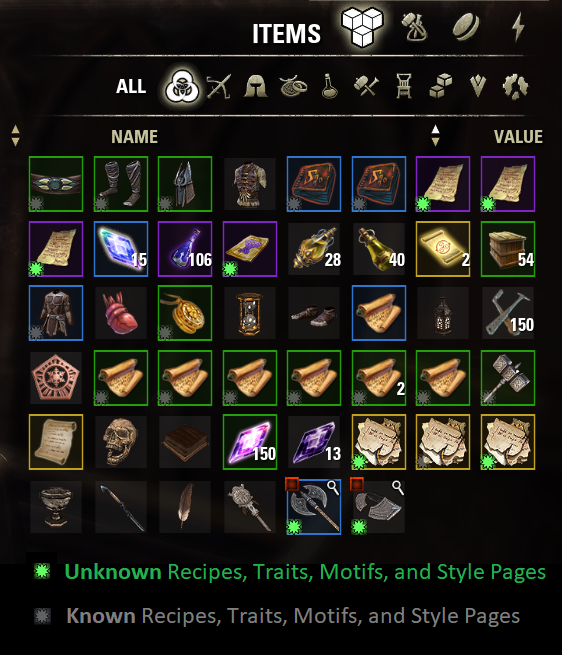 ITEMS
ALL
NAME VALUE
15 106 28 40 2 54
150
2
150 13
Unknown Recipes, Traits, Motifs, and Style Pages
Known Recipes, Traits, Motifs, and Style Pages